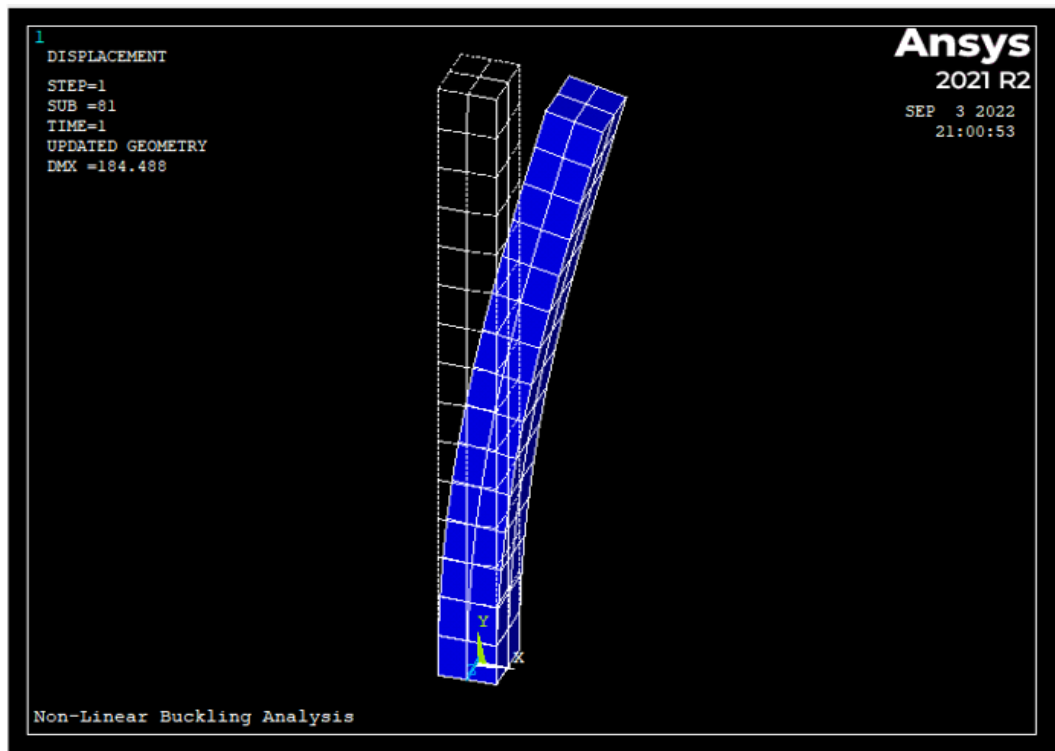 1
DISPLACEMENT
STEP=1
SUB =81
TIME=1
UPDATED GEOMETRY
DMX =184.488
Ansys
2021 R2
SEP 3 2022
21:00:53
Y
Z
X
Non-Linear Buckling Analysis